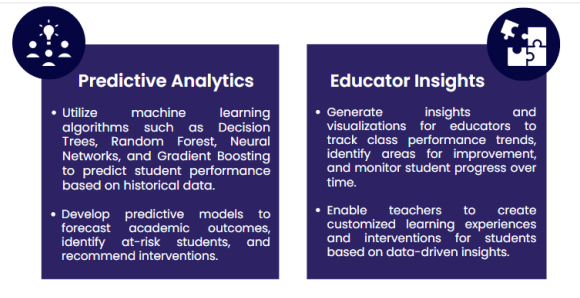 Predictive Analytics
• Utilize machine learning
algorithms such as Decision
Trees, Random Forest, Neural
Networks, and Gradient Boosting
to predict student performance
based on historical data.
• Develop predictive models to
forecast academic outcomes,
identify at-risk students, and
recommend interventions.
Educator Insights
• Generate insights and
visualizations for educators to
track class performance trends,
identify areas for improvement,
and monitor student progress over
time.
• Enable teachers to create
customized learning experiences
and interventions for students
based on data-driven insights.